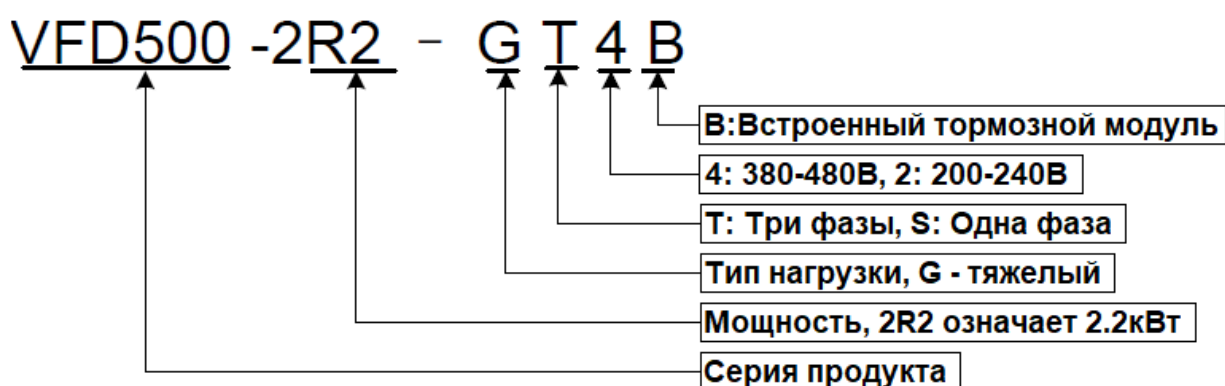 VFD500 -2R2 - G T 4 B
B:Встроенный тормозной модуль
4: 380-480В, 2: 200-240В
T: Три фазы, S: Одна фаза
Тип нагрузки, G - тяжелый
Мощность, 2R2 означает 2.2кВт
Серия продукта